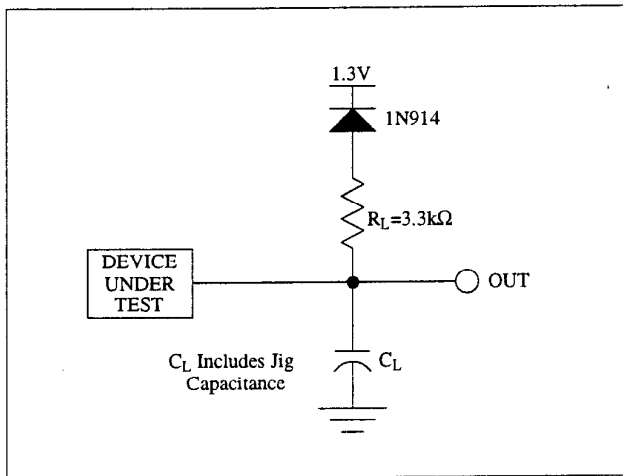 1.3V
1N914
R_L=3.3kΩ
DEVICE
UNDER
TEST
OUT
C_L Includes Jig
Capacitance
C_L